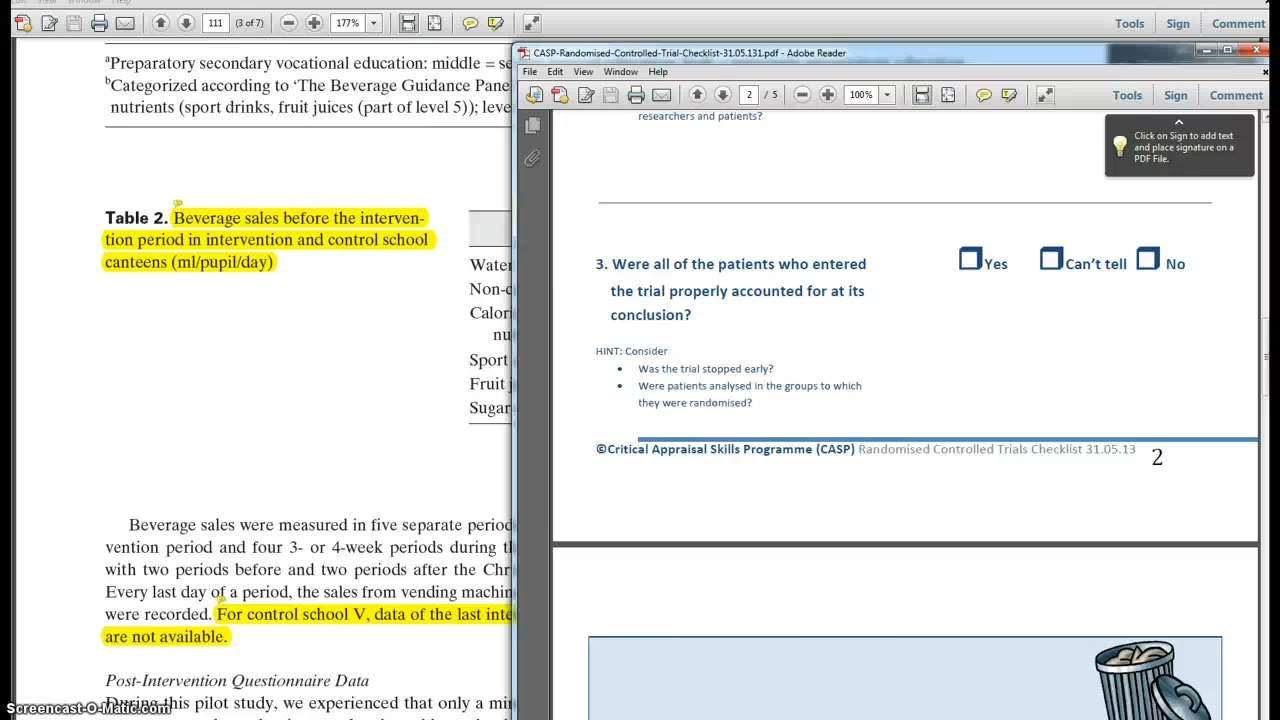 Edit View Window Help
111 (3 of 7) 177% Tools Sign Comment
ᵃPreparatory secondary vocational education: middle = se
ᵇCategorized according to ‘The Beverage Guidance Pane
nutrients (sport drinks, fruit juices (part of level 5)); leve
Table 2. Beverage sales before the interven-
tion period in intervention and control school
canteens (ml/pupil/day)
Water
Non-c
Calori
nu
Sport
Fruit j
Sugar
Beverage sales were measured in five separate period
vention period and four 3- or 4-week periods during th
with two periods before and two periods after the Chr
Every last day of a period, the sales from vending machin
were recorded. For control school V, data of the last inte
are not available.
Post-Intervention Questionnaire Data
During this pilot study, we experienced that only a mi
Screencast-O-Matic.com
CASP-Randomised-Controlled-Trial-Checklist-31.05.131.pdf - Adobe Reader
File Edit View Window Help
2 / 5 100% Tools Sign Comment
researchers and patients?
Click on Sign to add text
and place signature on a
PDF File.
3. Were all of the patients who entered
the trial properly accounted for at its
conclusion?
Yes Can’t tell No
HINT: Consider
• Was the trial stopped early?
• Were patients analysed in the groups to which
they were randomised?
©Critical Appraisal Skills Programme (CASP) Randomised Controlled Trials Checklist 31.05.13 2